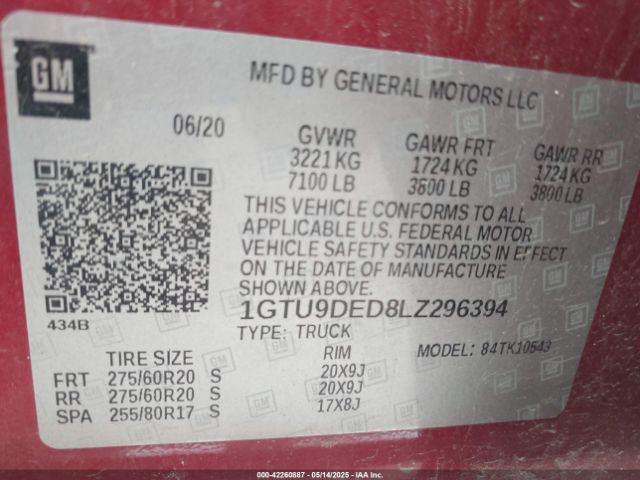 GM
MFD BY GENERAL MOTORS LLC
06/20
GVWR GAWR FRT GAWR RR
3221 KG 1724 KG 1724 KG
7100 LB 3800 LB 3800 LB
THIS VEHICLE CONFORMS TO ALL
APPLICABLE U.S. FEDERAL MOTOR
VEHICLE SAFETY STANDARDS IN EFFECT
ON THE DATE OF MANUFACTURE
SHOWN ABOVE.
434B
1GTU9DED8LZ296394
TYPE: TRUCK MODEL: 84TK10543
TIRE SIZE RIM
FRT 275/60R20 S 20X9J
RR 275/60R20 S 20X9J
SPA 255/80R17 S 17X8J
000-42260887 - 05/14/2025 - IAA Inc.